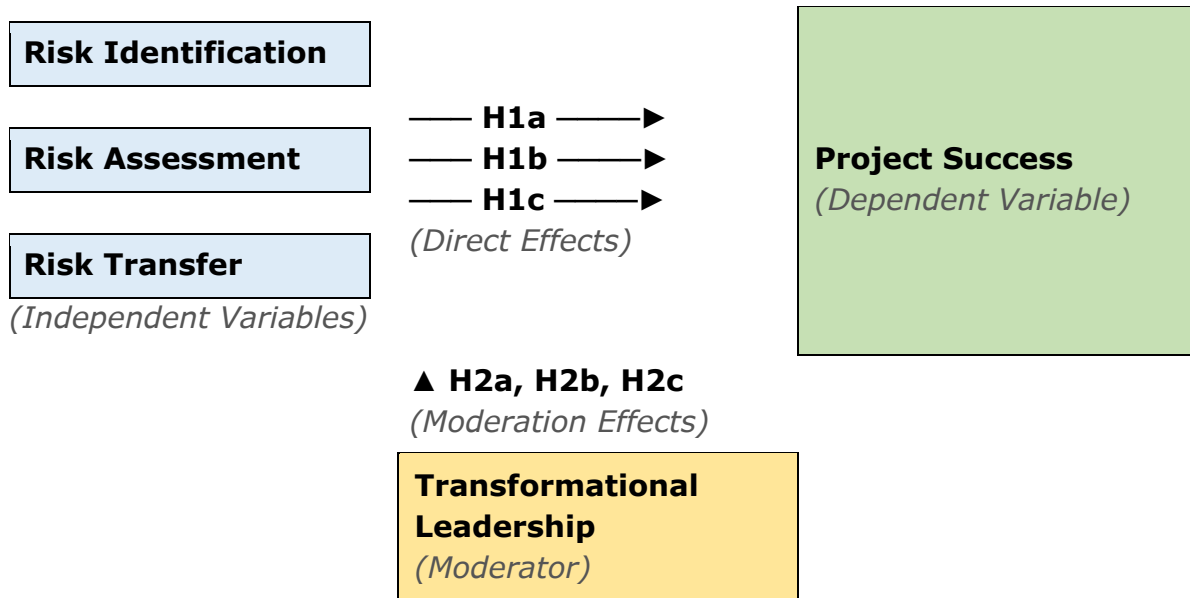 Risk Identification
Risk Assessment
Risk Transfer
(Independent Variables)
—— H1a ———►
—— H1b ———►
—— H1c ———►
(Direct Effects)
Project Success
(Dependent Variable)
▲ H2a, H2b, H2c
(Moderation Effects)
Transformational
Leadership
(Moderator)